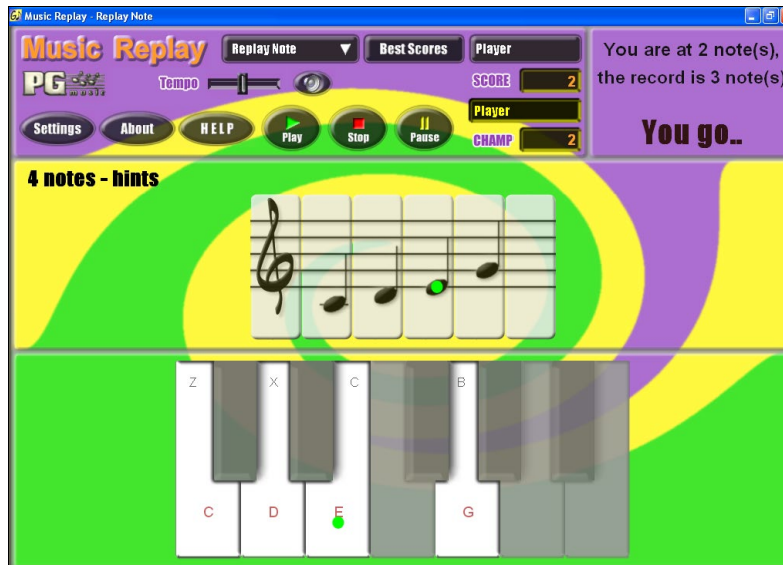 Music Replay - Replay Note
Music Replay
Replay Note
Best Scores
Player
PG music
Tempo
SCORE 2
Player
CHAMP 2
Settings
About
HELP
Play
Stop
Pause
You are at 2 note(s),
the record is 3 note(s)
You go..
4 notes - hints
Z X C B
C D E G